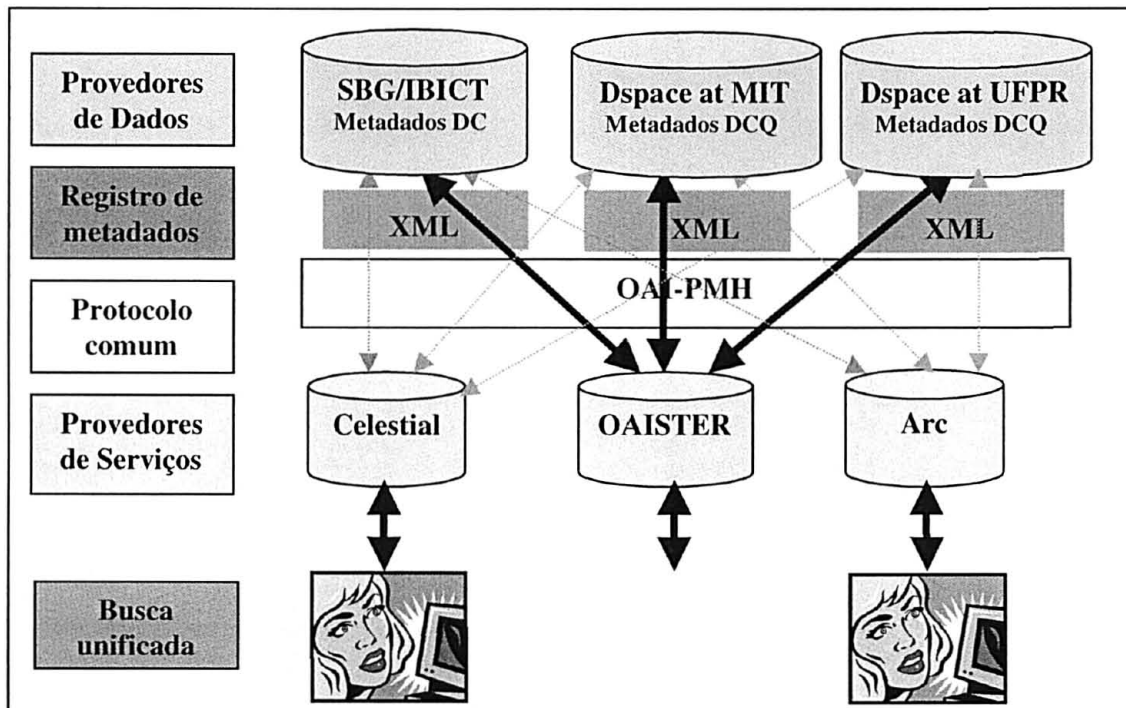 Provedores
de Dados
SBG/IBICT
Metadados DC
Dspace at MIT
Metadados DCQ
Dspace at UFPR
Metadados DCQ
Registro de
metadados
XML
XML
XML
Protocolo
comum
OAI-PMH
Provedores
de Serviços
Celestial
OAISTER
Arc
Busca
unificada